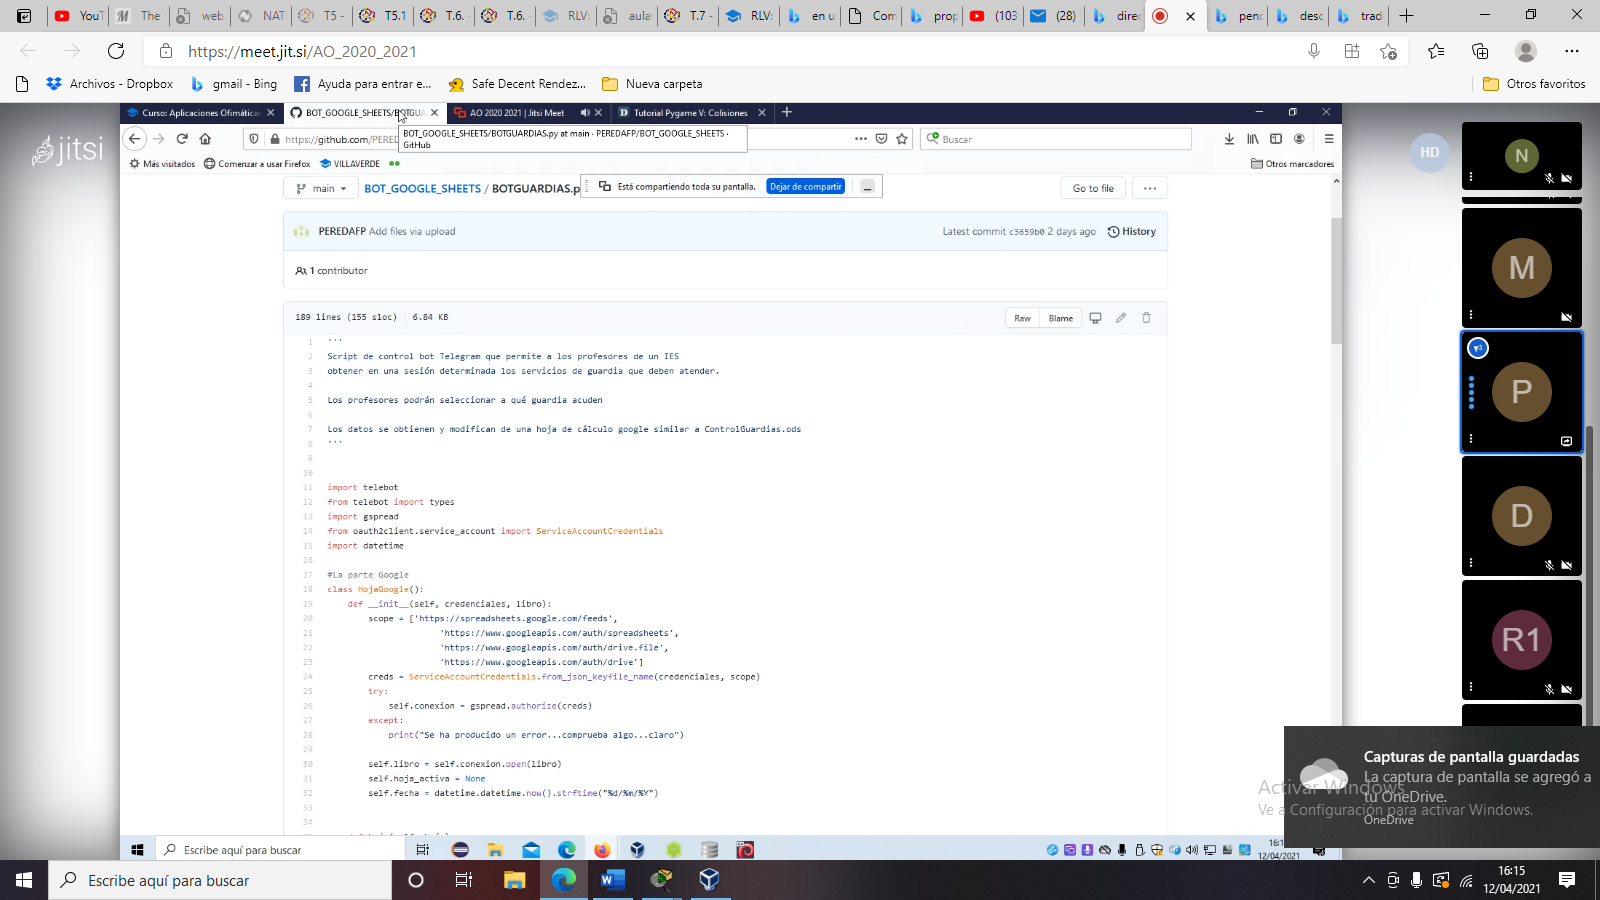 YouT
The
web
NAT
T5 -
T5.1
T.6.
T.6.
RLV:
aula
T.7 -
RLV:
en u
Com
prop
(103
(28)
direc
penc
desc
trad
https://meet.jit.si/AO_2020_2021
Archivos - Dropbox
gmail - Bing
Ayuda para entrar e...
Safe Decent Rendez...
Nueva carpeta
Otros favoritos
jitsi
Curso: Aplicaciones Ofimáticas
BOT_GOOGLE_SHEETS/BOTGUA
AO 2020 2021 | Jitsi Meet
Tutorial Pygame V: Colisiones
https://github.com/PERED
BOT_GOOGLE_SHEETS/BOTGUARDIAS.py at main · PEREDAFP/BOT_GOOGLE_SHEETS ·
GitHub
Buscar
Más visitados
Comenzar a usar Firefox
VILLAVERDE
Otros marcadores
main
BOT_GOOGLE_SHEETS / BOTGUARDIAS.p
Está compartiendo toda su pantalla.
Dejar de compartir
Go to file
PEREDAFP Add files via upload
Latest commit c3659b0 2 days ago
History
1 contributor
189 lines (155 sloc) 6.84 KB
Raw
Blame
1 '''
2 Script de control bot Telegram que permite a los profesores de un IES
3 obtener en una sesión determinada los servicios de guardia que deben atender.
4
5 Los profesores podrán seleccionar a qué guardia acuden
6
7 Los datos se obtienen y modifican de una hoja de cálculo google similar a ControlGuardias.ods
8 '''
9
10
11 import telebot
12 from telebot import types
13 import gspread
14 from oauth2client.service_account import ServiceAccountCredentials
15 import datetime
16
17 #La parte Google
18 class HojaGoogle():
19 def __init__(self, credenciales, libro):
20 scope = ['https://spreadsheets.google.com/feeds',
21 'https://www.googleapis.com/auth/spreadsheets',
22 'https://www.googleapis.com/auth/drive.file',
23 'https://www.googleapis.com/auth/drive']
24 creds = ServiceAccountCredentials.from_json_keyfile_name(credenciales, scope)
25 try:
26 self.conexion = gspread.authorize(creds)
27 except:
28 print("Se ha producido un error...comprueba algo...claro")
29
30 self.libro = self.conexion.open(libro)
31 self.hoja_activa = None
32 self.fecha = datetime.datetime.now().strftime("%d/%m/%Y")
33
34
HD
N
M
P
D
R1
Capturas de pantalla guardadas
La captura de pantalla se agregó a
tu OneDrive.
OneDrive
Activar Windows
Ve a Configuración para activar Windows.
Escribe aquí para buscar
16:1
12/04/2021
Escribe aquí para buscar
16:15
12/04/2021